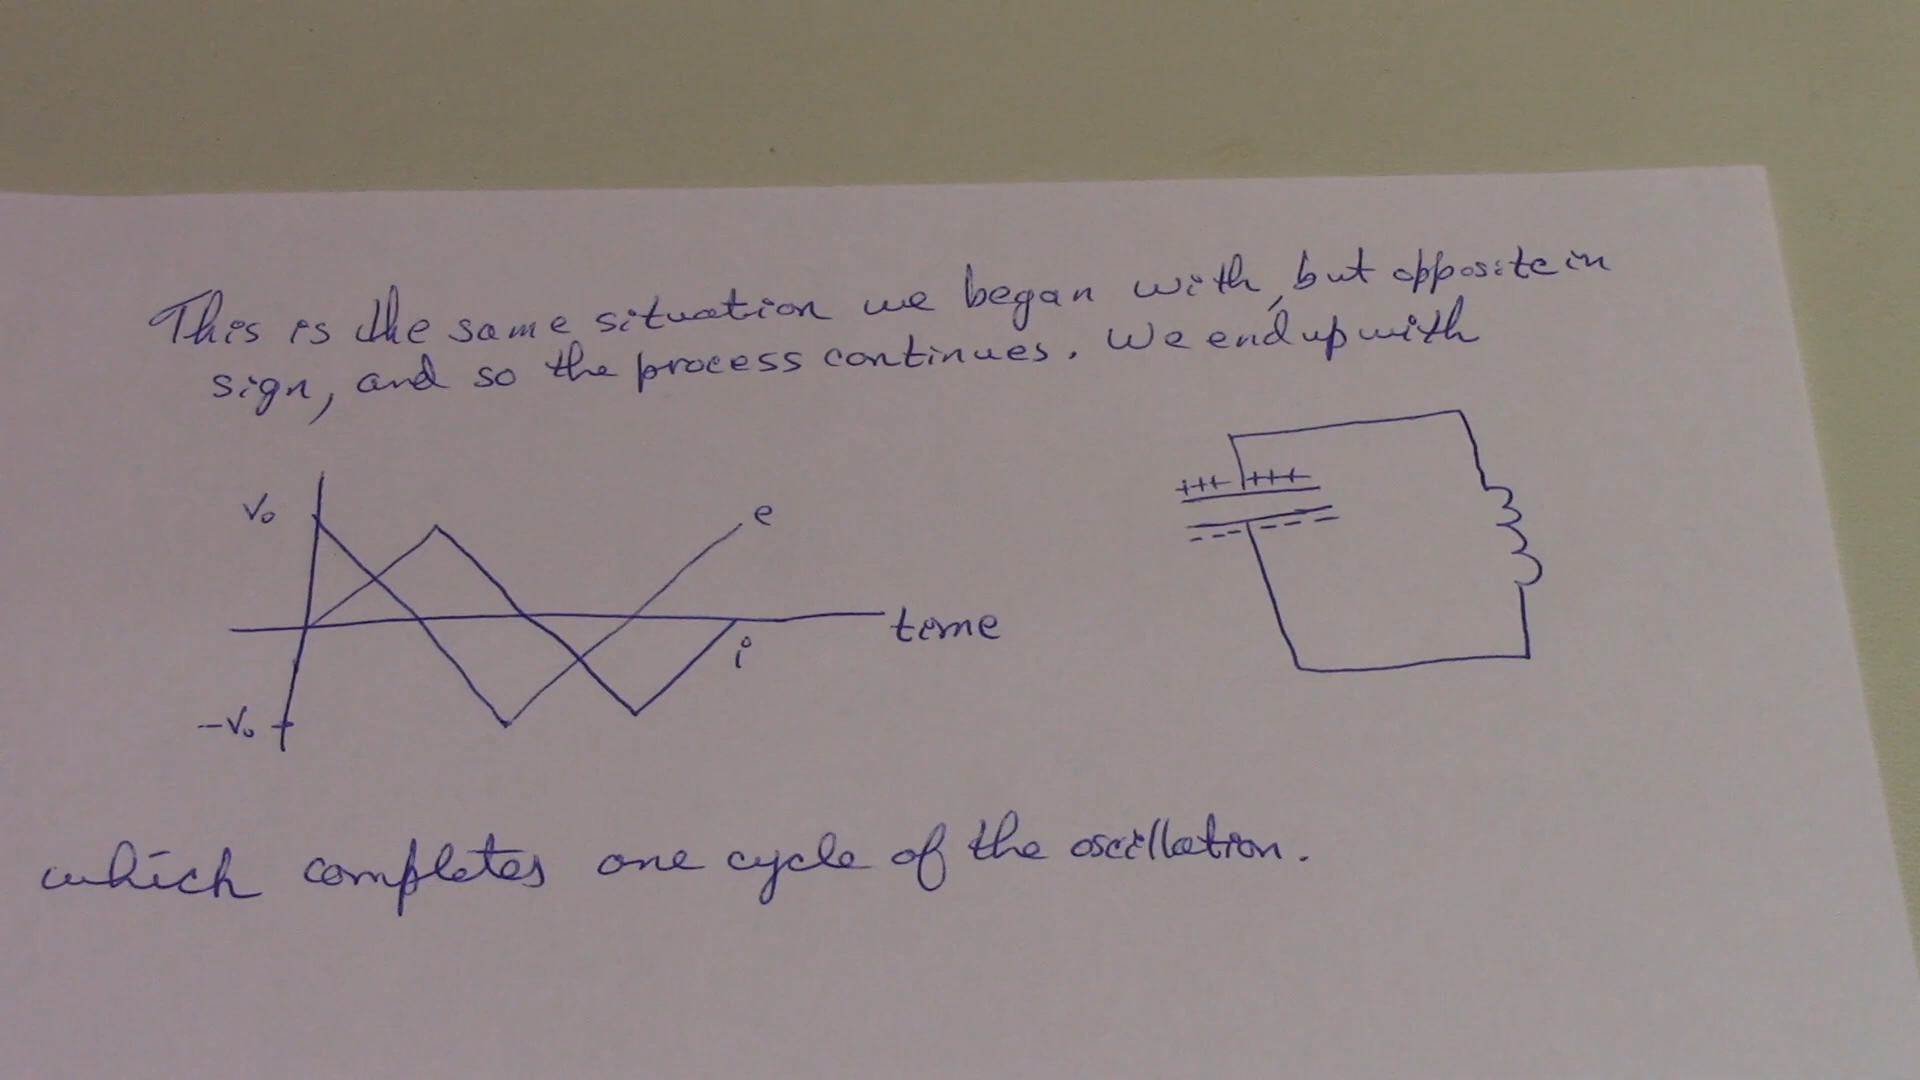 This is the same situation we began with, but opposite in
sign, and so the process continues. We end up with
V₀
e
+++ +++
- - - - - -
time
i
-V₀
which completes one cycle of the oscillation.